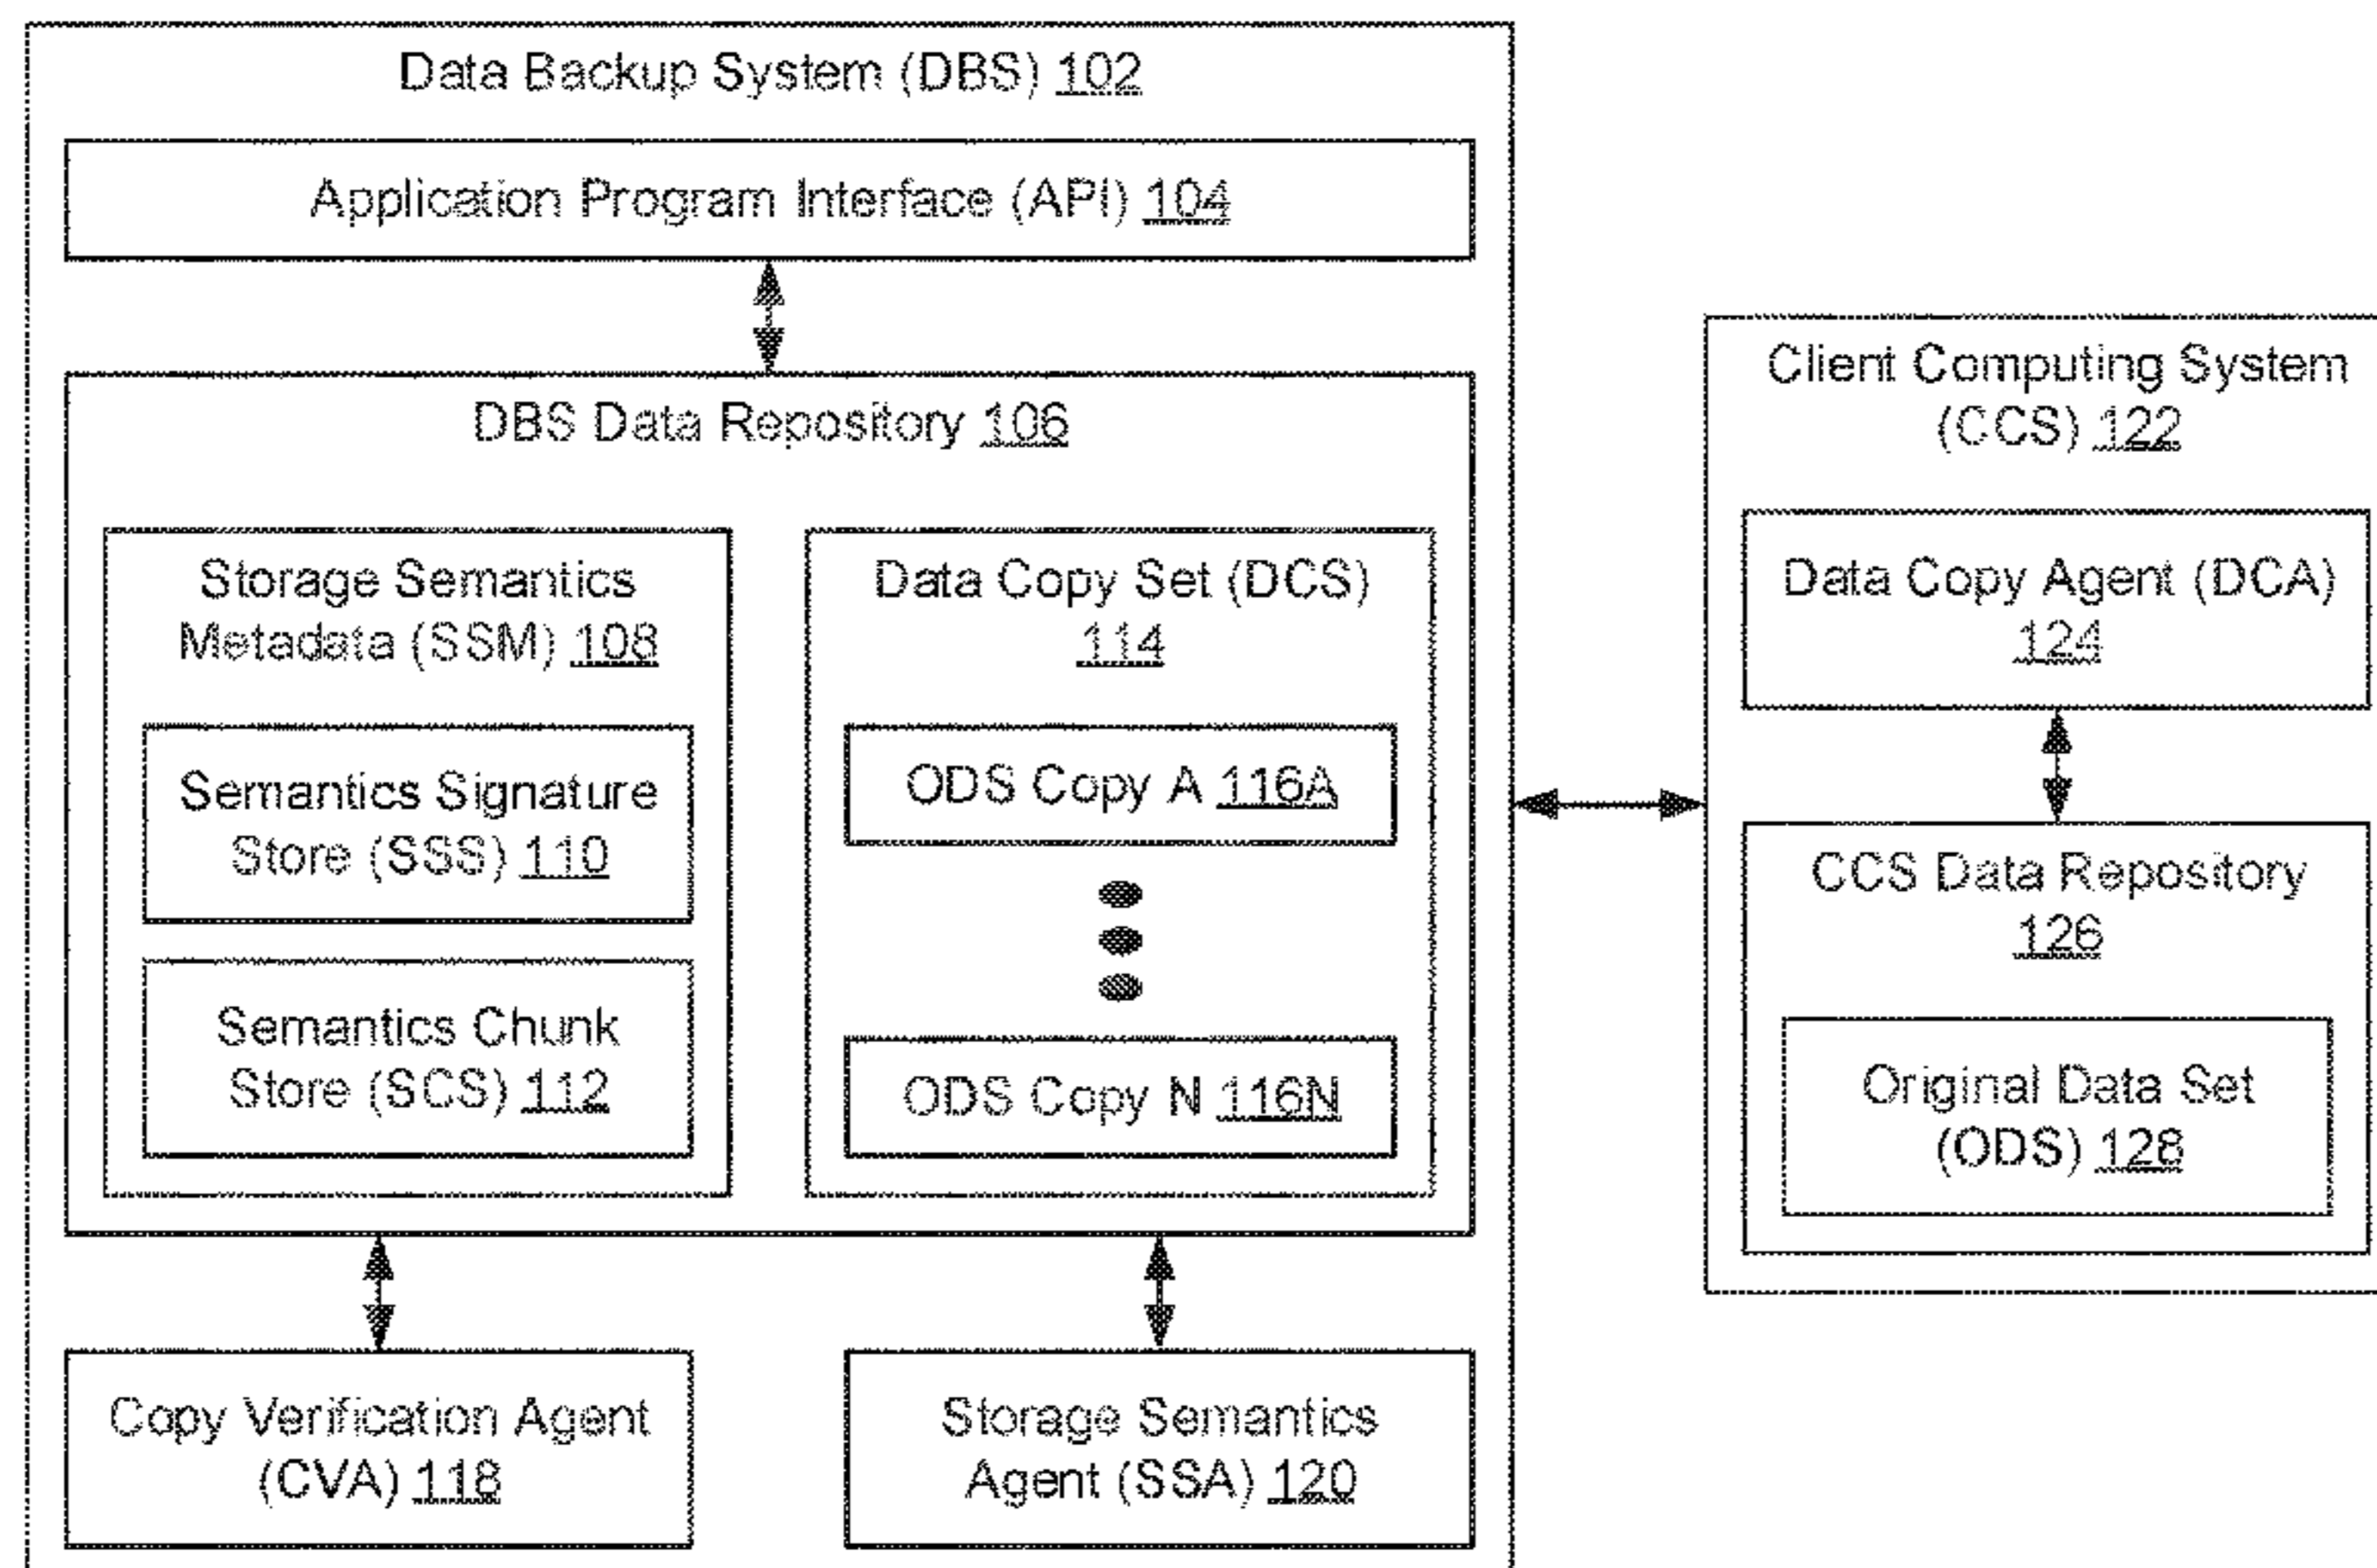 Data Backup System (DBS) 102
Application Program Interface (API) 104
DBS Data Repository 106
Storage Semantics
Metadata (SSM) 108
Semantics Signature
Store (SSS) 110
Semantics Chunk
Store (SCS) 112
Data Copy Set (DCS)
114
ODS Copy A 116A
ODS Copy N 116N
Copy Verification Agent
(CVA) 118
Storage Semantics
Agent (SSA) 120
Client Computing System
(CCS) 122
Data Copy Agent (DCA)
124
CCS Data Repository
126
Original Data Set
(ODS) 128